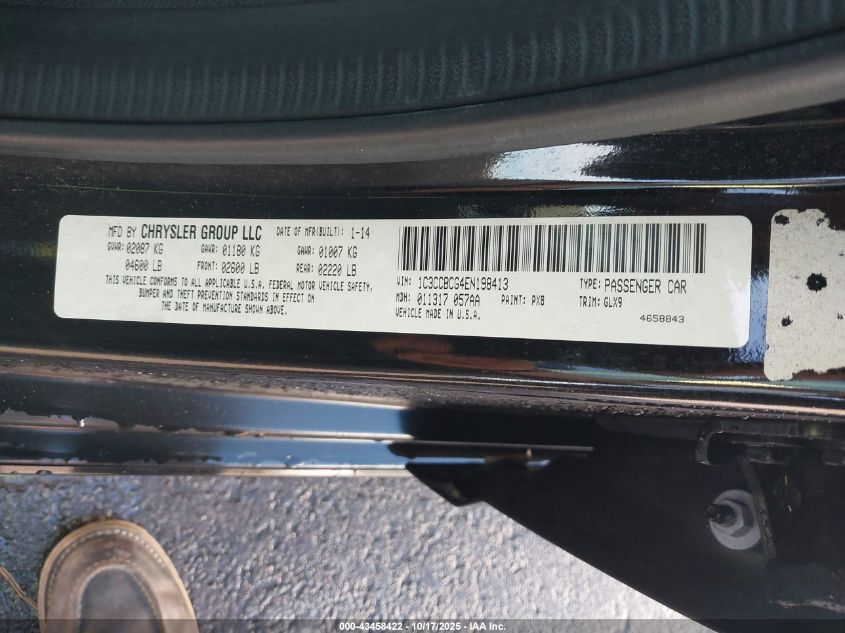 MFD BY CHRYSLER GROUP LLC DATE OF MFR(BUILT): 1-14
GVWR: 02087 KG GAWR: 01180 KG GAWR: 01007 KG
04600 LB FRONT: 02600 LB REAR: 02220 LB
THIS VEHICLE CONFORMS TO ALL APPLICABLE U.S.A. FEDERAL MOTOR VEHICLE SAFETY.
BUMPER AND THEFT PREVENTION STANDARDS IN EFFECT ON
THE DATE OF MANUFACTURE SHOWN ABOVE.
VIN: 1C3CCBCG4EN198413 TYPE: PASSENGER CAR
MDH: 011317 057AA PAINT: PX8 TRIM: GLX9
VEHICLE MADE IN U.S.A. 4658843
000-43458422 - 10/17/2025 - IAA Inc.